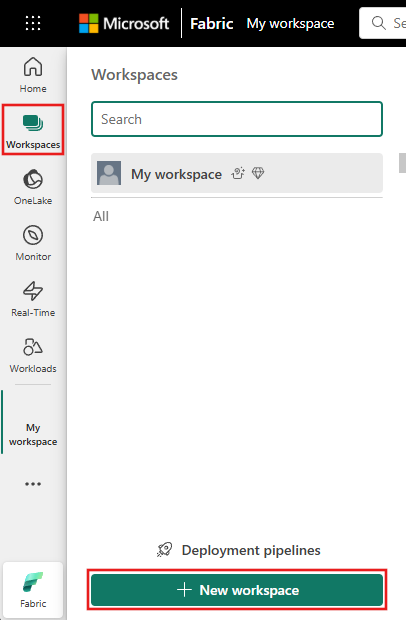 Microsoft Fabric My workspace Se
Home
Workspaces
OneLake
Monitor
Real-Time
Workloads
My
workspace
Fabric
Workspaces
Search
My workspace
All
Deployment pipelines
New workspace